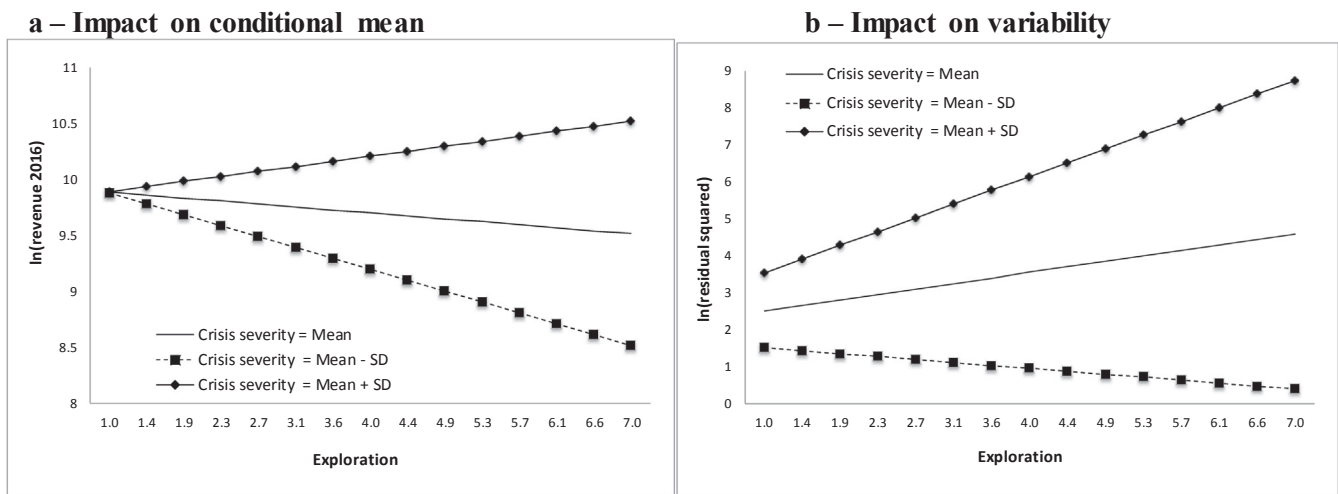 a – Impact on conditional mean
11
10.5
10
9.5
9
8.5
8
ln(revenue 2016)
Crisis severity = Mean
Crisis severity = Mean - SD
Crisis severity = Mean + SD
1.0 1.4 1.9 2.3 2.7 3.1 3.6 4.0 4.4 4.9 5.3 5.7 6.1 6.6 7.0
Exploration
b – Impact on variability
9
8
7
6
5
4
3
2
1
0
ln(residual squared)
Crisis severity = Mean
Crisis severity = Mean - SD
Crisis severity = Mean + SD
1.0 1.4 1.9 2.3 2.7 3.1 3.6 4.0 4.4 4.9 5.3 5.7 6.1 6.6 7.0
Exploration